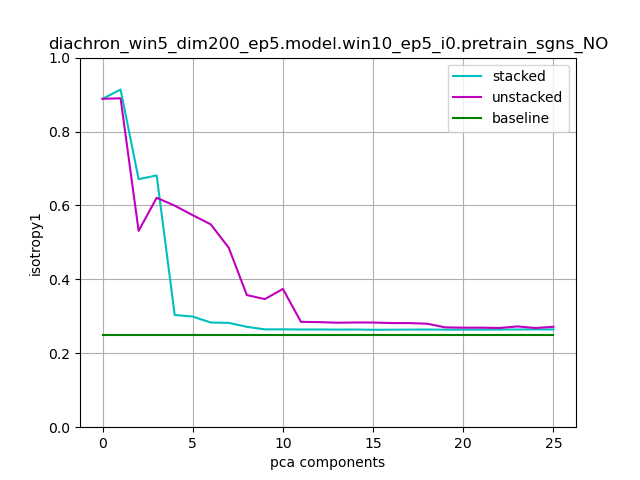 diachron_win5_dim200_ep5.model.win10_ep5_i0.pretrain_sgns_NO
stacked
unstacked
baseline
1.0
0.8
0.6
0.4
0.2
0.0
isotropy1
0 5 10 15 20 25
pca components